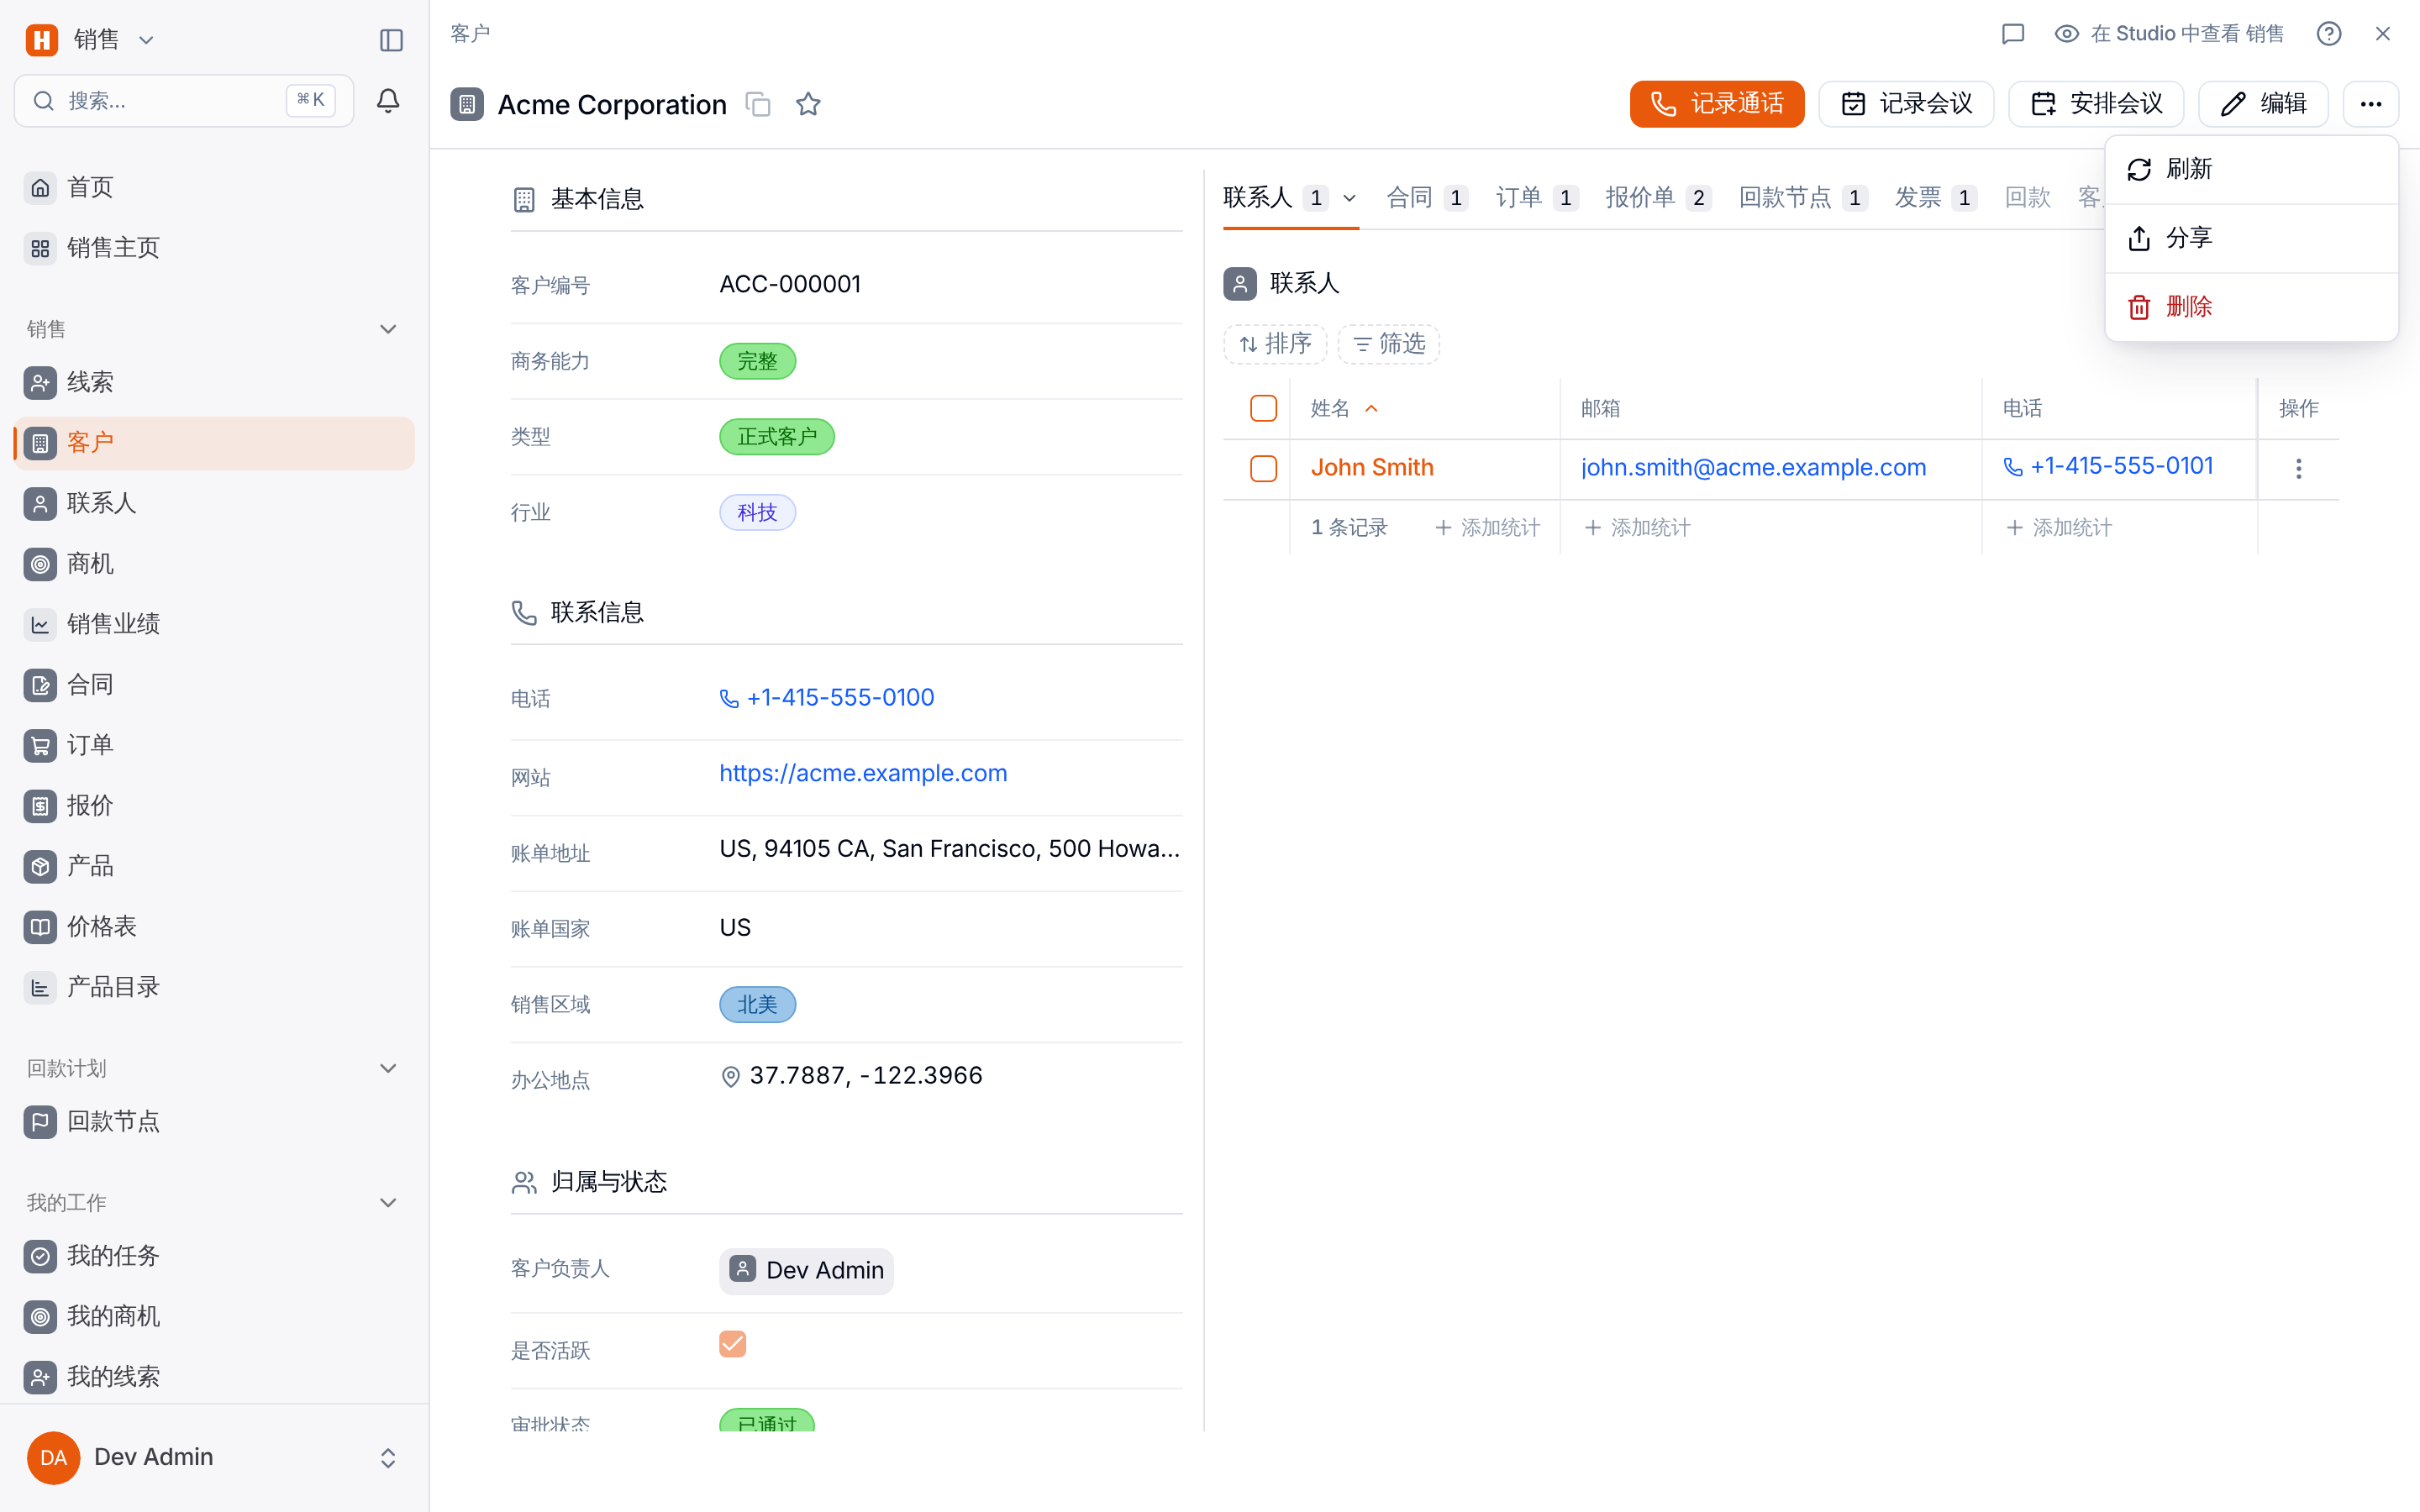 销售
搜索...
⌘K
首页
销售主页
销售
线索
客户
联系人
商机
销售业绩
合同
订单
报价
产品
价格表
产品目录
回款计划
回款节点
我的工作
我的任务
我的商机
我的线索
DA Dev Admin
客户
在 Studio 中查看 销售
Acme Corporation
记录通话
记录会议
安排会议
编辑
刷新
分享
删除
基本信息
客户编号 ACC-000001
商务能力 完整
类型 正式客户
行业 科技
联系信息
电话 +1-415-555-0100
网站 https://acme.example.com
账单地址 US, 94105 CA, San Francisco, 500 Howa...
账单国家 US
销售区域 北美
办公地点 37.7887, -122.3966
归属与状态
客户负责人 Dev Admin
是否活跃
审批状态 已通过
联系人 1 合同 1 订单 1 报价单 2 回款节点 1 发票 1 回款 客
联系人
排序 筛选
姓名 邮箱 电话 操作
John Smith john.smith@acme.example.com +1-415-555-0101
1 条记录 添加统计 添加统计 添加统计